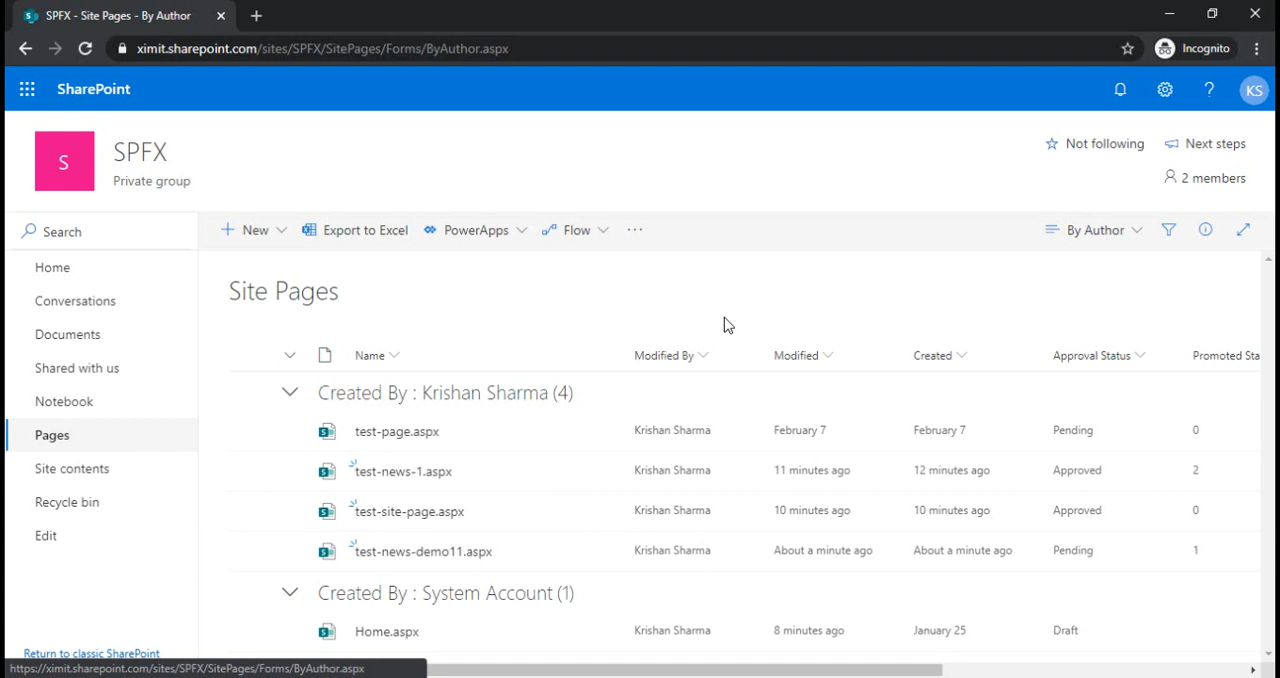 SPFX - Site Pages - By Author
ximit.sharepoint.com/sites/SPFX/SitePages/Forms/ByAuthor.aspx
Incognito
SharePoint
KS
S
SPFX
Private group
Not following
Next steps
2 members
Search
New
Export to Excel
PowerApps
Flow
By Author
Home
Conversations
Documents
Shared with us
Notebook
Pages
Site contents
Recycle bin
Edit
Return to classic SharePoint
Site Pages
Name Modified By Modified Created Approval Status Promoted Sta
Created By : Krishan Sharma (4)
test-page.aspx Krishan Sharma February 7 February 7 Pending 0
test-news-1.aspx Krishan Sharma 11 minutes ago 12 minutes ago Approved 2
test-site-page.aspx Krishan Sharma 10 minutes ago 10 minutes ago Approved 0
test-news-demo11.aspx Krishan Sharma About a minute ago About a minute ago Pending 1
Created By : System Account (1)
Home.aspx Krishan Sharma 8 minutes ago January 25 Draft
https://ximit.sharepoint.com/sites/SPFX/SitePages/Forms/ByAuthor.aspx